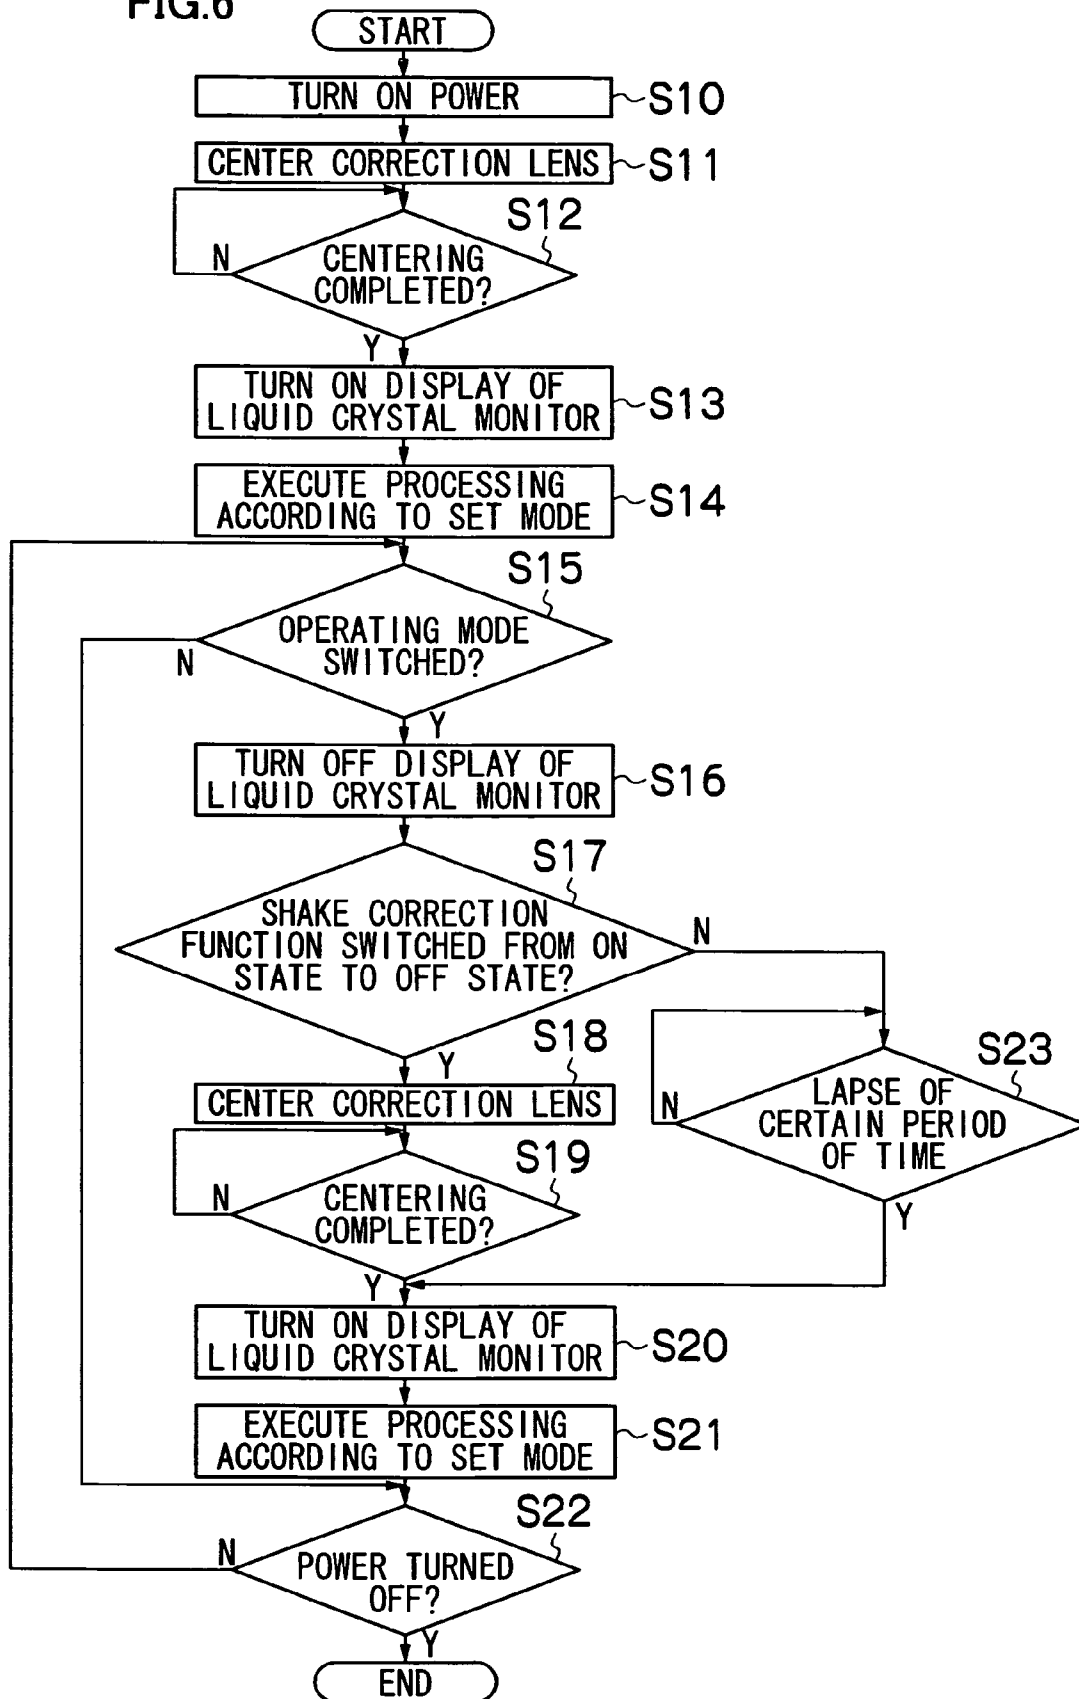 FIG.6
START
TURN ON POWER
S10
CENTER CORRECTION LENS
S11
S12
CENTERING
COMPLETED?
N
Y
TURN ON DISPLAY OF
LIQUID CRYSTAL MONITOR
S13
EXECUTE PROCESSING
ACCORDING TO SET MODE
S14
S15
OPERATING MODE
SWITCHED?
N
Y
TURN OFF DISPLAY OF
LIQUID CRYSTAL MONITOR
S16
S17
SHAKE CORRECTION
FUNCTION SWITCHED FROM ON
STATE TO OFF STATE?
N
Y
S18
CENTER CORRECTION LENS
S19
CENTERING
COMPLETED?
N
Y
S23
LAPSE OF
CERTAIN PERIOD
OF TIME
N
Y
TURN ON DISPLAY OF
LIQUID CRYSTAL MONITOR
S20
EXECUTE PROCESSING
ACCORDING TO SET MODE
S21
S22
POWER TURNED
OFF?
N
Y
END